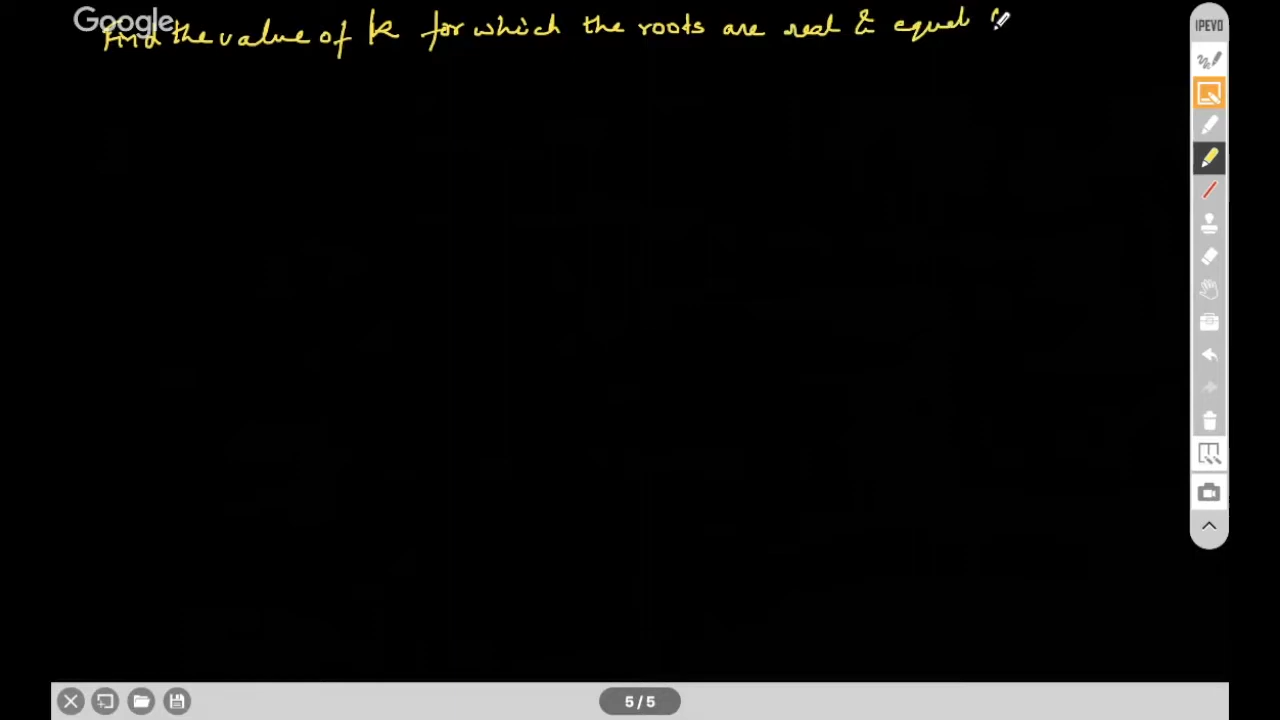 Google
Find the value of k for which the roots are real & equal
IPEVO
5/5